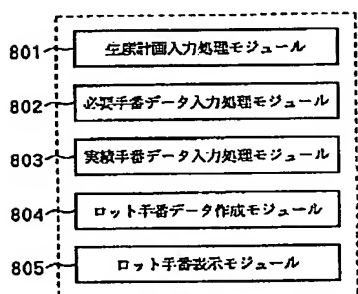 801 生産計画入力処理モジュール
802 必要手番データ入力処理モジュール
803 実績手番データ入力処理モジュール
804 ロット手番データ作成モジュール
805 ロット手番表示モジュール